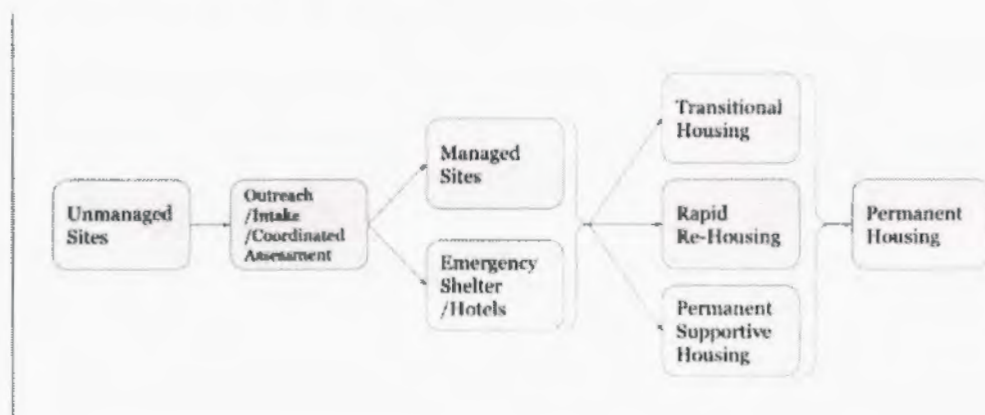 Unmanaged
Sites
Outreach
/Intake
/Coordinated
Assessment
Managed
Sites
Emergency
Shelter
/Hotels
Transitional
Housing
Rapid
Re-Housing
Permanent
Supportive
Housing
Permanent
Housing